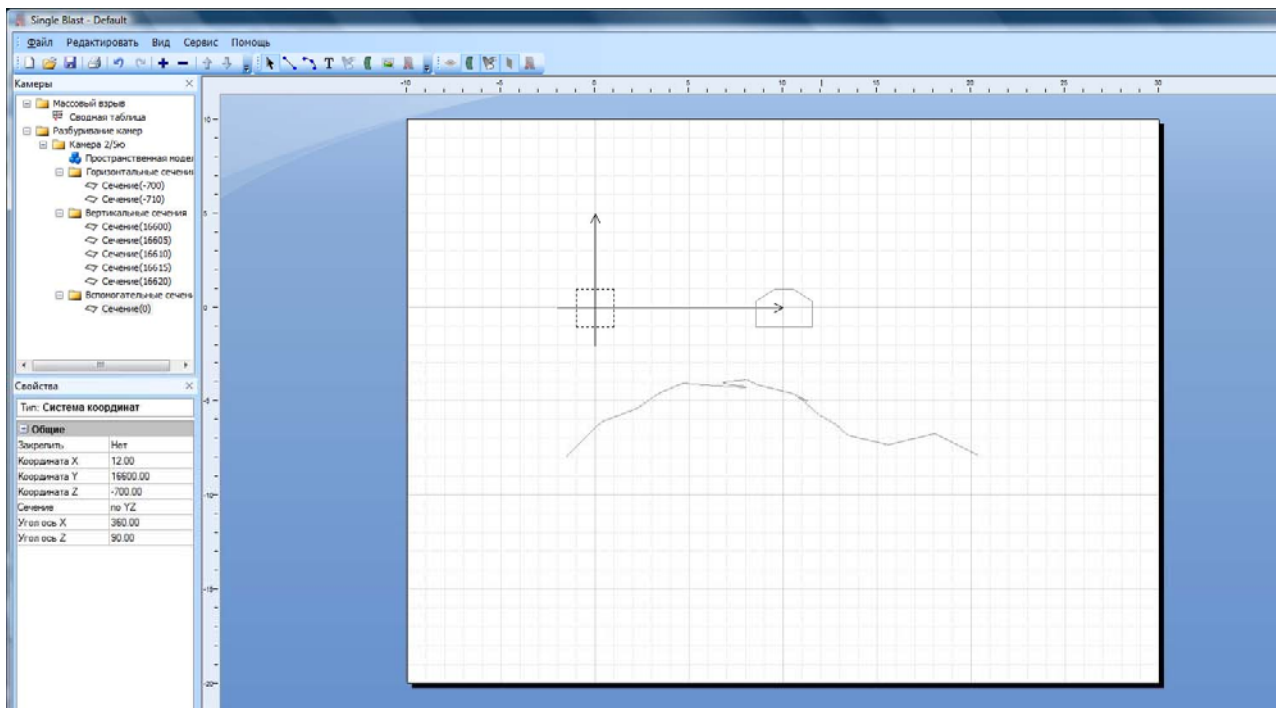 Single Blast - Default
Файл Редактировать Вид Сервис Помощь
T
Камеры
Массовый взрыв
Сводная таблица
Разбуривание камер
Камера 2/5ю
Пространственная модел
Горизонтальные сечени
Сечение(-700)
Сечение(-710)
Вертикальные сечения
Сечение(16600)
Сечение(16605)
Сечение(16610)
Сечение(16615)
Сечение(16620)
Вспомогательные сечен
Сечение(0)
Свойства
Тип: Система координат
Общие
Закрепить Нет
Координата X 12.00
Координата Y 16600.00
Координата Z -700.00
Сечение по YZ
Угол ось X 360.00
Угол ось Z 90.00
-10 -5 0 5 10 15 20 25 30
10
5
0
-5
-10
-15
-20